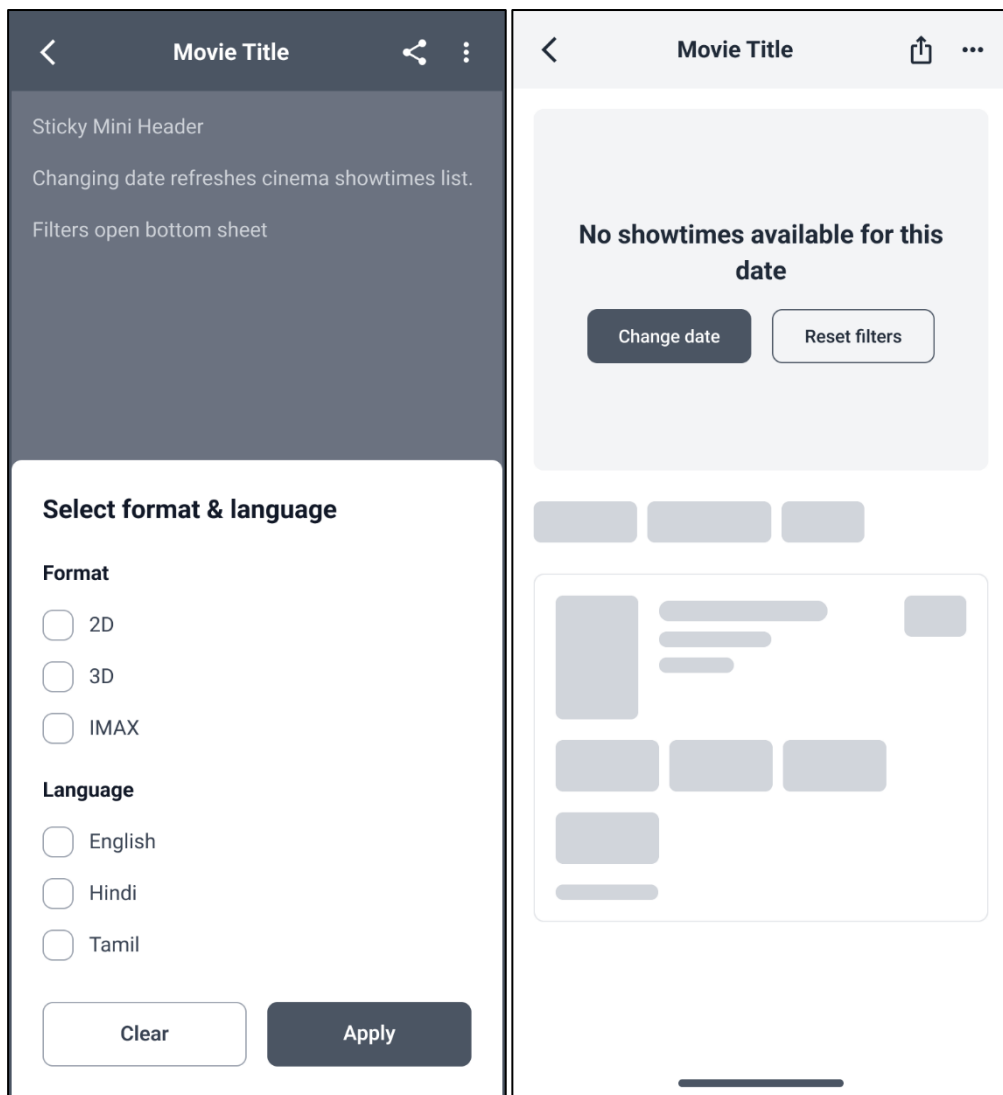 Movie Title
Sticky Mini Header
Changing date refreshes cinema showtimes list.
Filters open bottom sheet
Select format & language
Format
2D
3D
IMAX
Language
English
Hindi
Tamil
Clear Apply
Movie Title
No showtimes available for this
date
Change date Reset filters